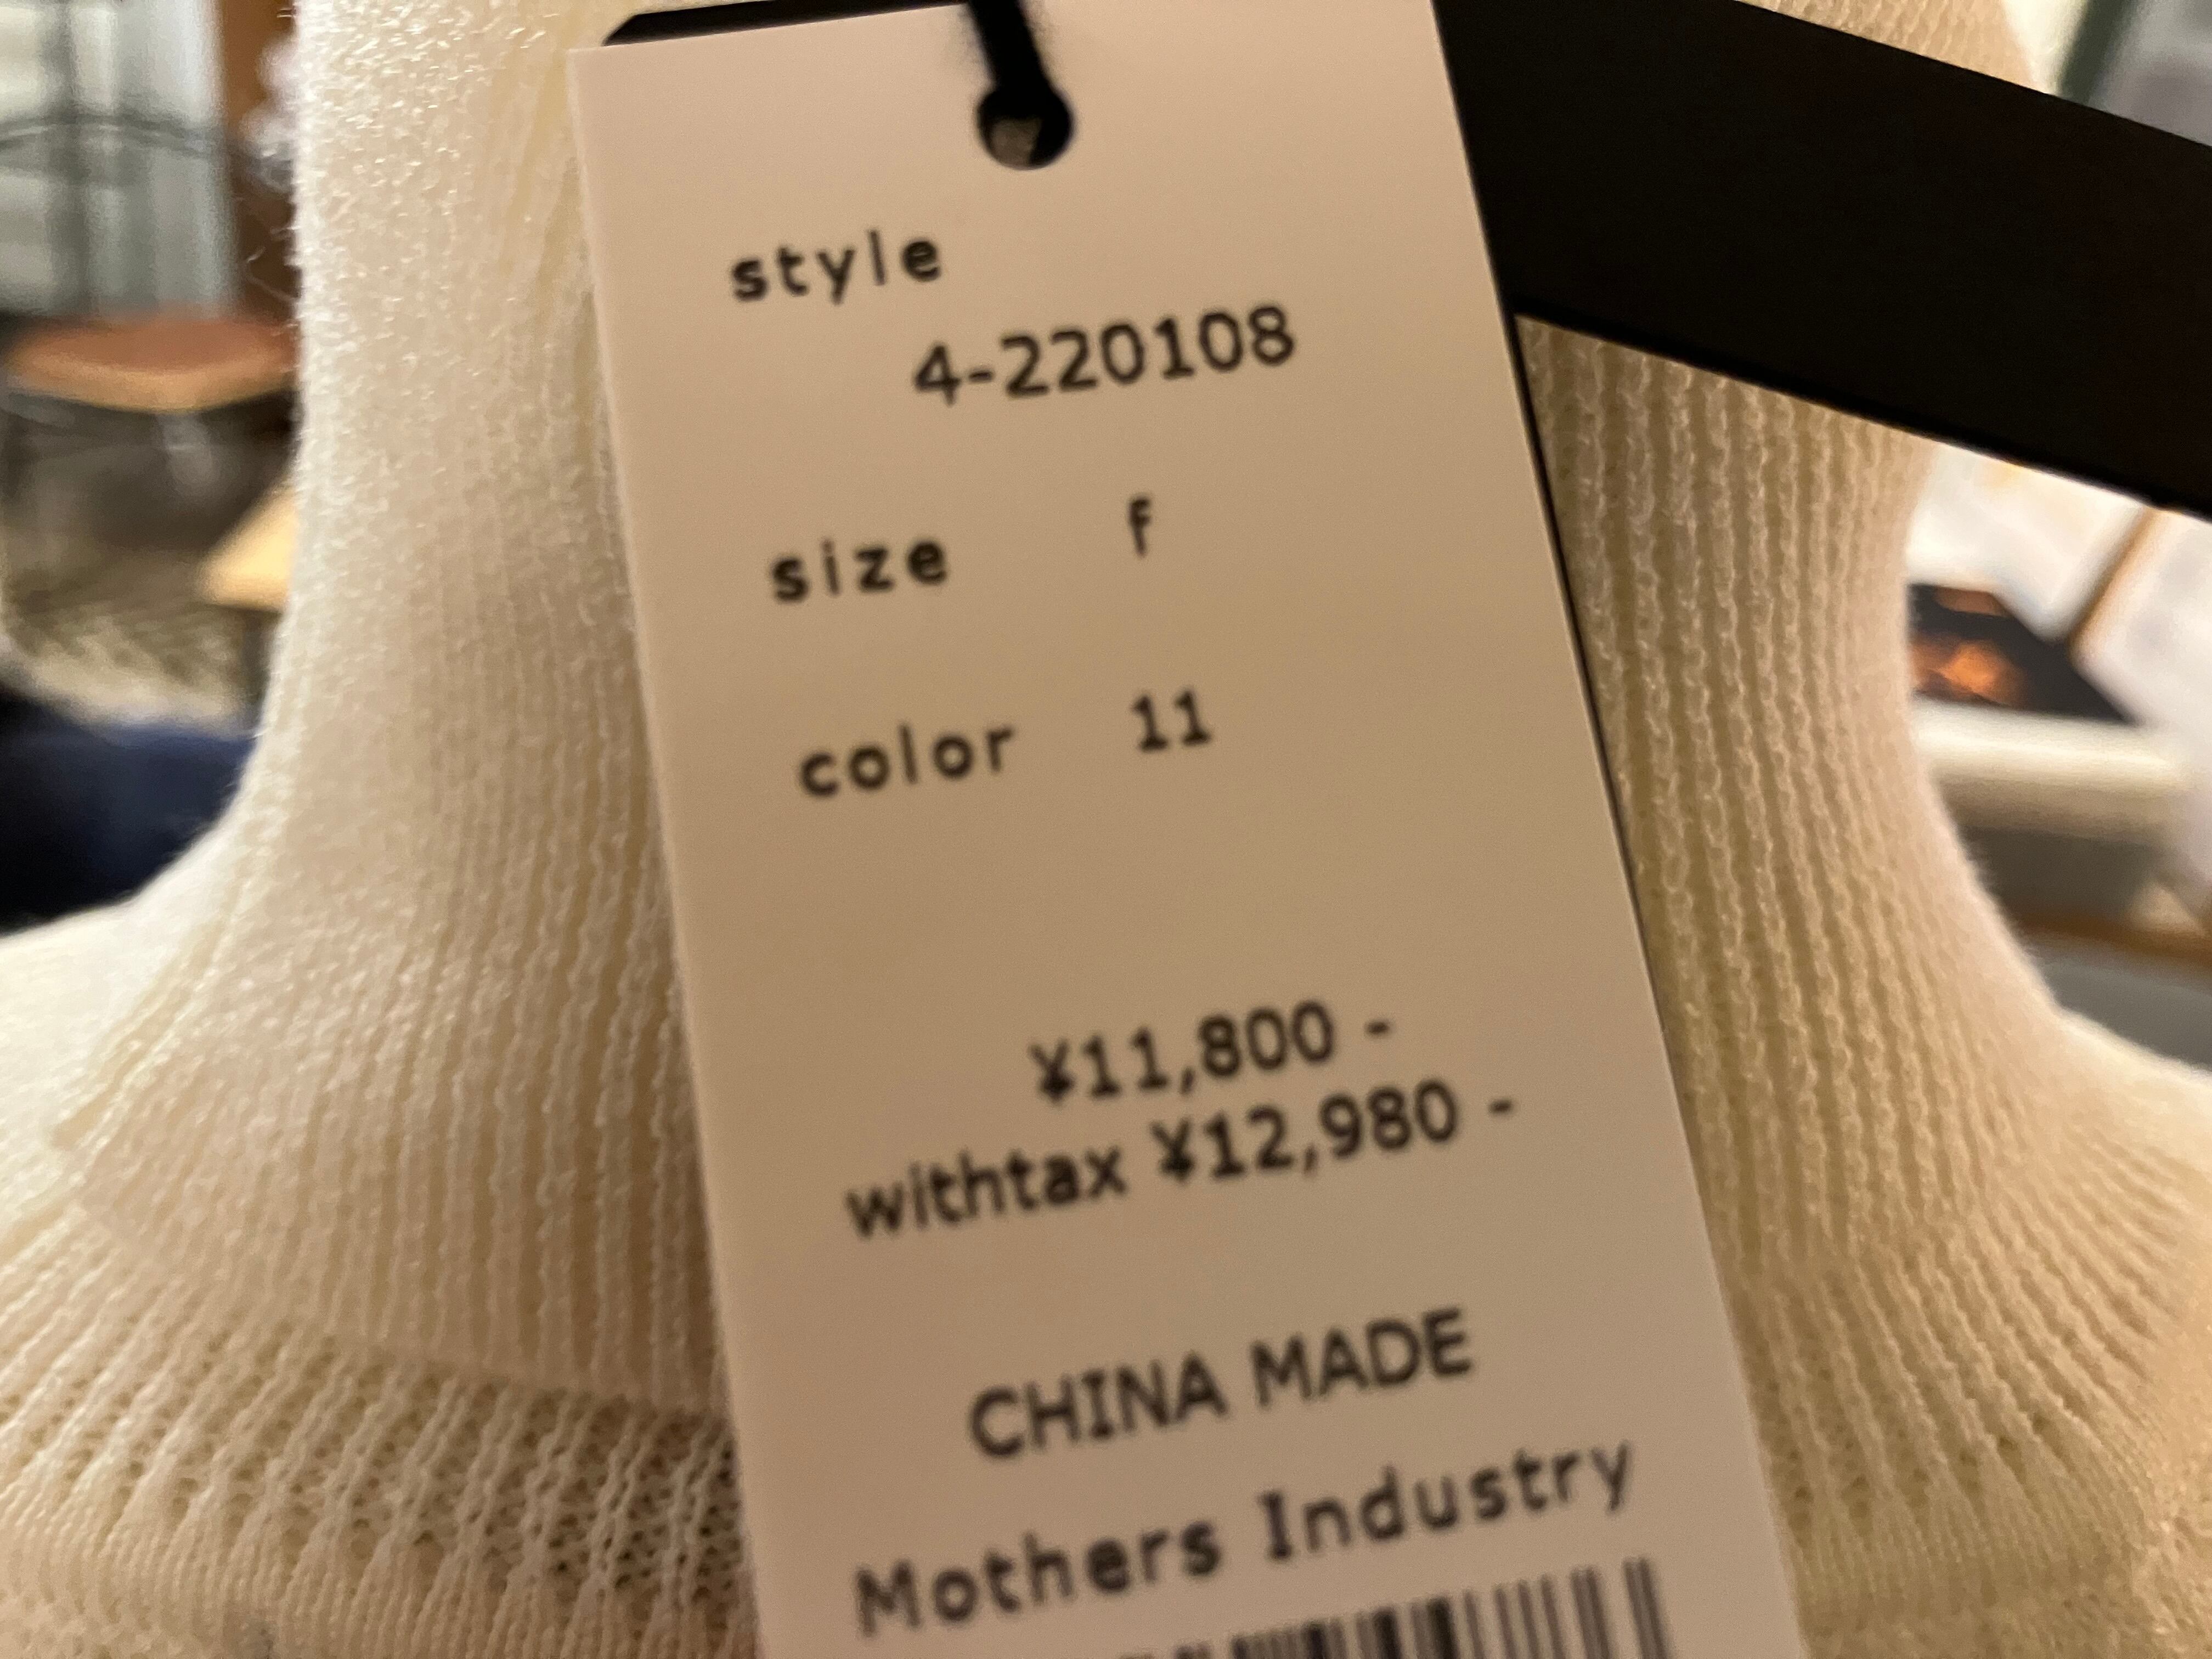 style
4-220108
size f
color 11
¥11,800 -
withtax ¥12,980 -
CHINA MADE
Mothers Industry